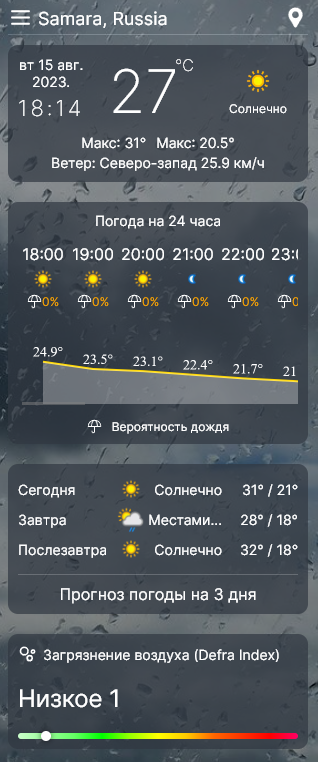 Samara, Russia
вт 15 авг.
2023.
18:14
27°C
Солнечно
Макс: 31° Макс: 20.5°
Ветер: Северо-запад 25.9 км/ч
Погода на 24 часа
18:00 19:00 20:00 21:00 22:00 23:0
0% 0% 0% 0% 0% 0
24.9° 23.5° 23.1° 22.4° 21.7° 21
Вероятность дождя
Сегодня Солнечно 31° / 21°
Завтра Местами... 28° / 18°
Послезавтра Солнечно 32° / 18°
Прогноз погоды на 3 дня
Загрязнение воздуха (Defra Index)
Низкое 1